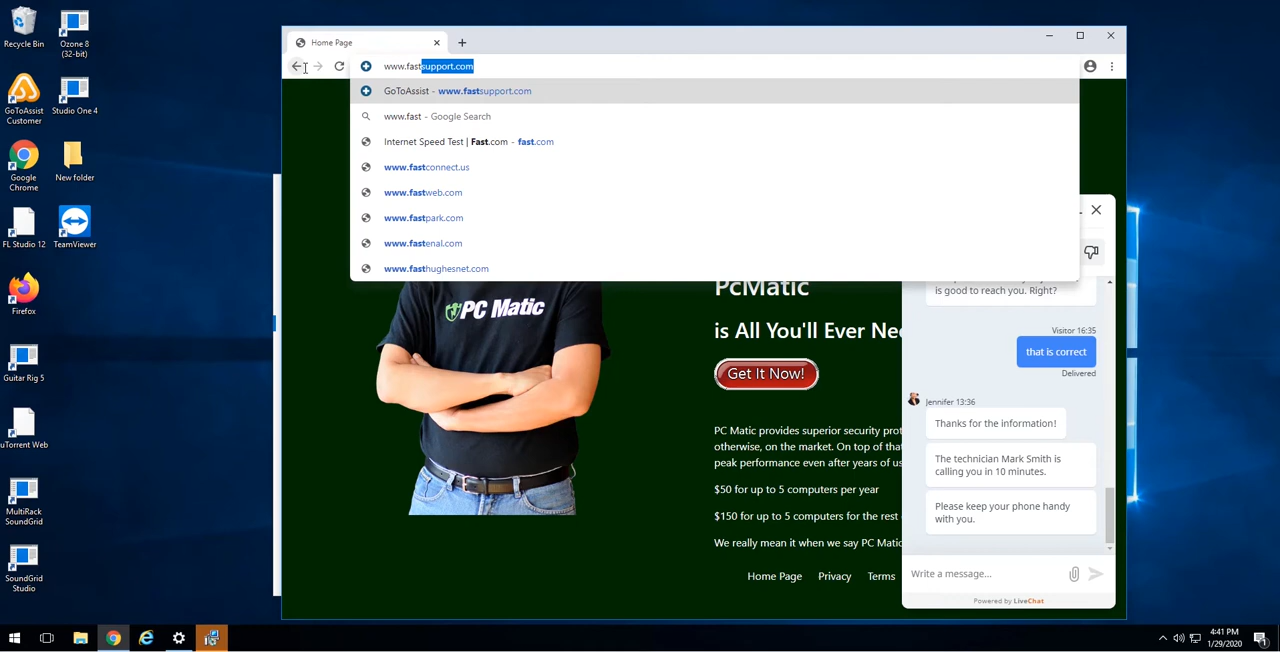 Recycle Bin
Ozone 8
(32-bit)
GoToAssist
Customer
Studio One 4
Google
Chrome
New folder
FL Studio 12
TeamViewer
Firefox
Guitar Rig 5
uTorrent Web
MultiRack
SoundGrid
SoundGrid
Studio
Home Page
www.fastsupport.com
GoToAssist - www.fastsupport.com
www.fast - Google Search
Internet Speed Test | Fast.com - fast.com
www.fastconnect.us
www.fastweb.com
www.fastpark.com
www.fastenal.com
www.fasthughesnet.com
PC Matic
PcMatic
is All You'll Ever Nee
Get It Now!
PC Matic provides superior security prot
otherwise, on the market. On top of that
peak performance even after years of us
$50 for up to 5 computers per year
$150 for up to 5 computers for the rest
We really mean it when we say PC Matic
Home Page Privacy Terms
is good to reach you. Right?
Visitor 16:35
that is correct
Delivered
Jennifer 13:36
Thanks for the information!
The technician Mark Smith is
calling you in 10 minutes.
Please keep your phone handy
with you.
Write a message...
Powered by LiveChat
4:41 PM
1/29/2020
1